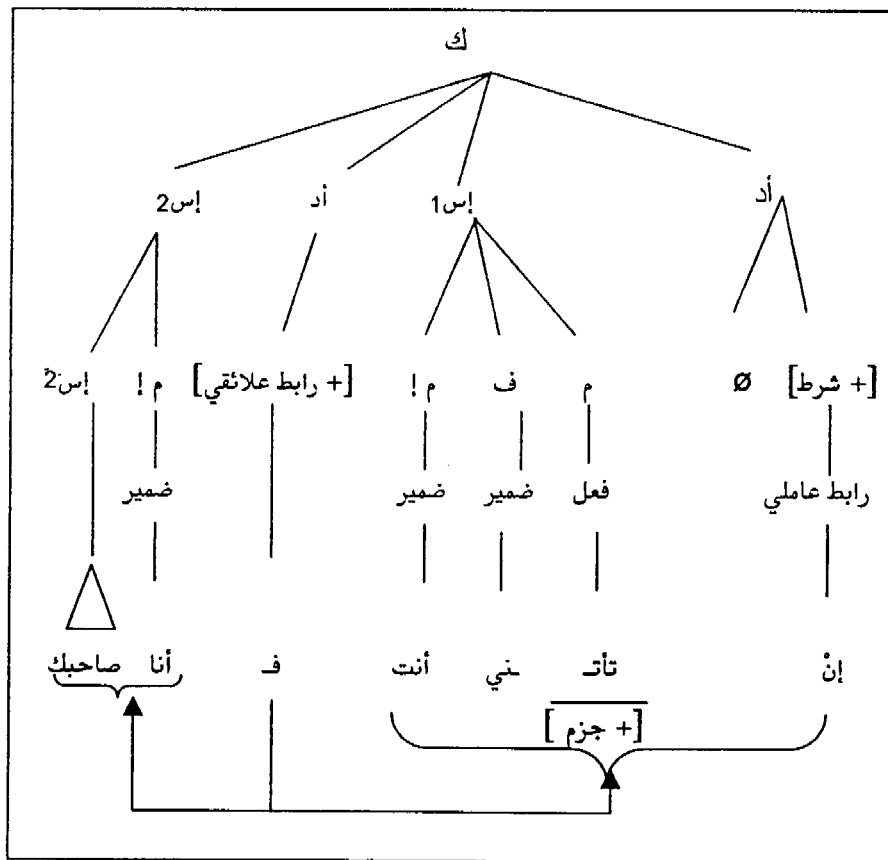 ك
أد إس1 أد إس2
[+ شرط] Ø م ف م! [+ رابط علائقي] م! إس2
رابط عاملي فعل ضمير ضمير ضمير
إنْ تأتـ ـني أنت فـ أنا صاحبك
[+ جزم]